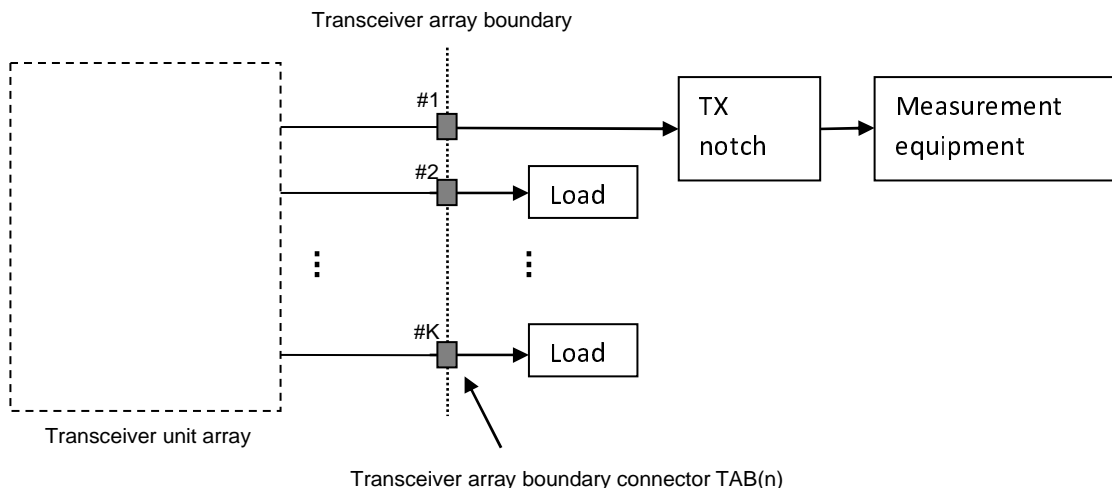 Transceiver array boundary
#1
TX
notch
Measurement
equipment
#2
Load
#K
Load
Transceiver unit array
Transceiver array boundary connector TAB(n)